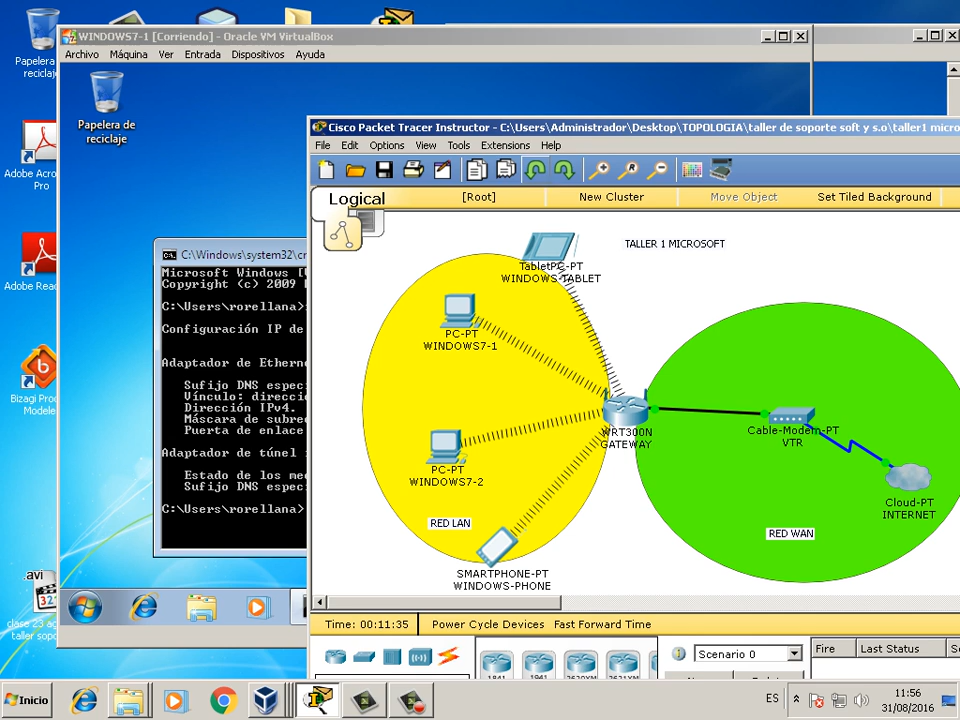 Papelera
reciclaj
Adobe Acro
Pro
Adobe Rea
Bizagi Pro
Modele
.avi
321
clase 23 a
taller sopo
WINDOWS7-1 [Corriendo] - Oracle VM VirtualBox
Archivo Máquina Ver Entrada Dispositivos Ayuda
Papelera de
reciclaje
C:\Windows\system32\c
Microsoft Windows [
Copyright (c) 2009
C:\Users\rorellana>
Configuración IP de
Adaptador de Etherne
Sufijo DNS especi
Vínculo: direcci
Dirección IPv4.
Máscara de subre
Puerta de enlace
Adaptador de túnel
Estado de los me
Sufijo DNS espec
C:\Users\rorellana>
Cisco Packet Tracer Instructor - C:\Users\Administrador\Desktop\TOPOLOGIA\taller de soporte soft y s.o\taller1 micro
File Edit Options View Tools Extensions Help
Logical [Root] New Cluster Move Object Set Tiled Background
TALLER 1 MICROSOFT
TabletPC-PT
WINDOWS-TABLET
PC-PT
WINDOWS7-1
WRT300N
GATEWAY
Cable-Modem-PT
VTR
PC-PT
WINDOWS7-2
Cloud-PT
INTERNET
RED LAN
RED WAN
SMARTPHONE-PT
WINDOWS-PHONE
Time: 00:11:35 Power Cycle Devices Fast Forward Time
Scenario 0
Fire Last Status
1841 1941 2620XM 2621XM
Inicio
ES
11:56
31/08/2016